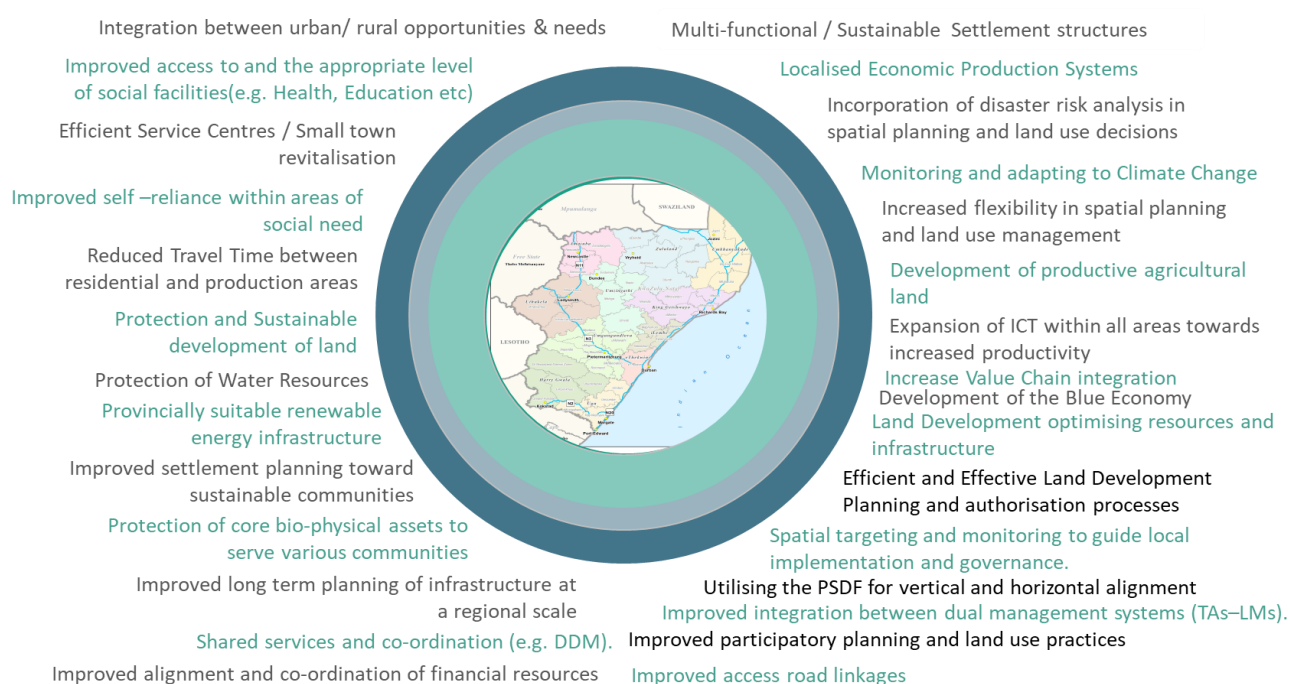 Integration between urban/ rural opportunities & needs
Improved access to and the appropriate level
of social facilities(e.g. Health, Education etc)
Efficient Service Centres / Small town
revitalisation
Improved self –reliance within areas of
social need
Reduced Travel Time between
residential and production areas
Protection and Sustainable
development of land
Protection of Water Resources
Provincially suitable renewable
energy infrastructure
Improved settlement planning toward
sustainable communities
Protection of core bio-physical assets to
serve various communities
Improved long term planning of infrastructure at
a regional scale
Shared services and co-ordination (e.g. DDM).
Improved alignment and co-ordination of financial resources
Multi-functional / Sustainable Settlement structures
Localised Economic Production Systems
Incorporation of disaster risk analysis in
spatial planning and land use decisions
Monitoring and adapting to Climate Change
Increased flexibility in spatial planning
and land use management
Development of productive agricultural
land
Expansion of ICT within all areas towards
increased productivity
Increase Value Chain integration
Development of the Blue Economy
Land Development optimising resources and
infrastructure
Efficient and Effective Land Development
Planning and authorisation processes
Spatial targeting and monitoring to guide local
implementation and governance.
Utilising the PSDF for vertical and horizontal alignment
Improved integration between dual management systems (TAs–LMs).
Improved participatory planning and land use practices
Improved access road linkages
Mpumalanga
SWAZILAND
Free State
Newcastle
Vryheid
Zululand
Dundee
Ladysmith
Richards Bay
LESOTHO
Pietermaritzburg
Durban
Harry Gwala
Kokstad
Ugu
Margate
Port Edward